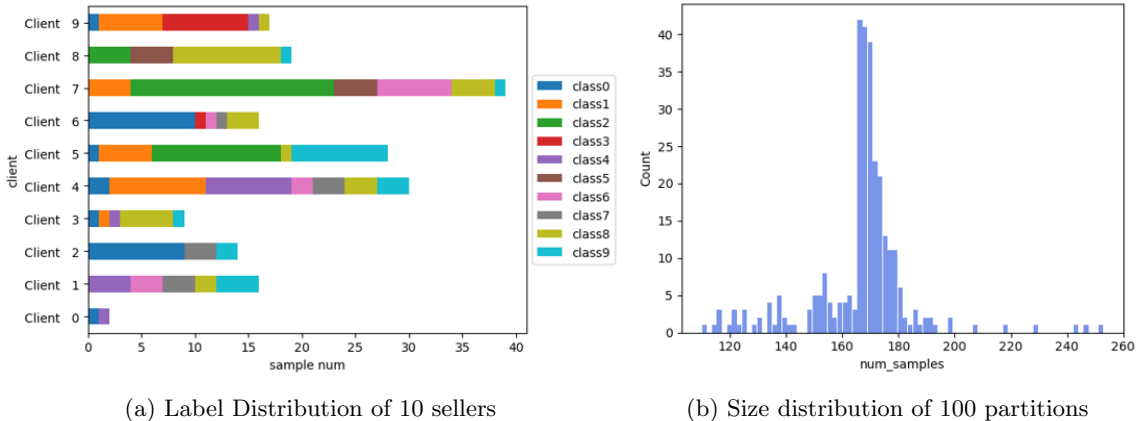 Client 9
Client 8
Client 7
Client 6
Client 5
Client 4
Client 3
Client 2
Client 1
Client 0
client
0 5 10 15 20 25 30 35 40
sample num
class0
class1
class2
class3
class4
class5
class6
class7
class8
class9
(a) Label Distribution of 10 sellers
40
35
30
25
20
15
10
5
0
Count
120 140 160 180 200 220 240 260
num_samples
(b) Size distribution of 100 partitions